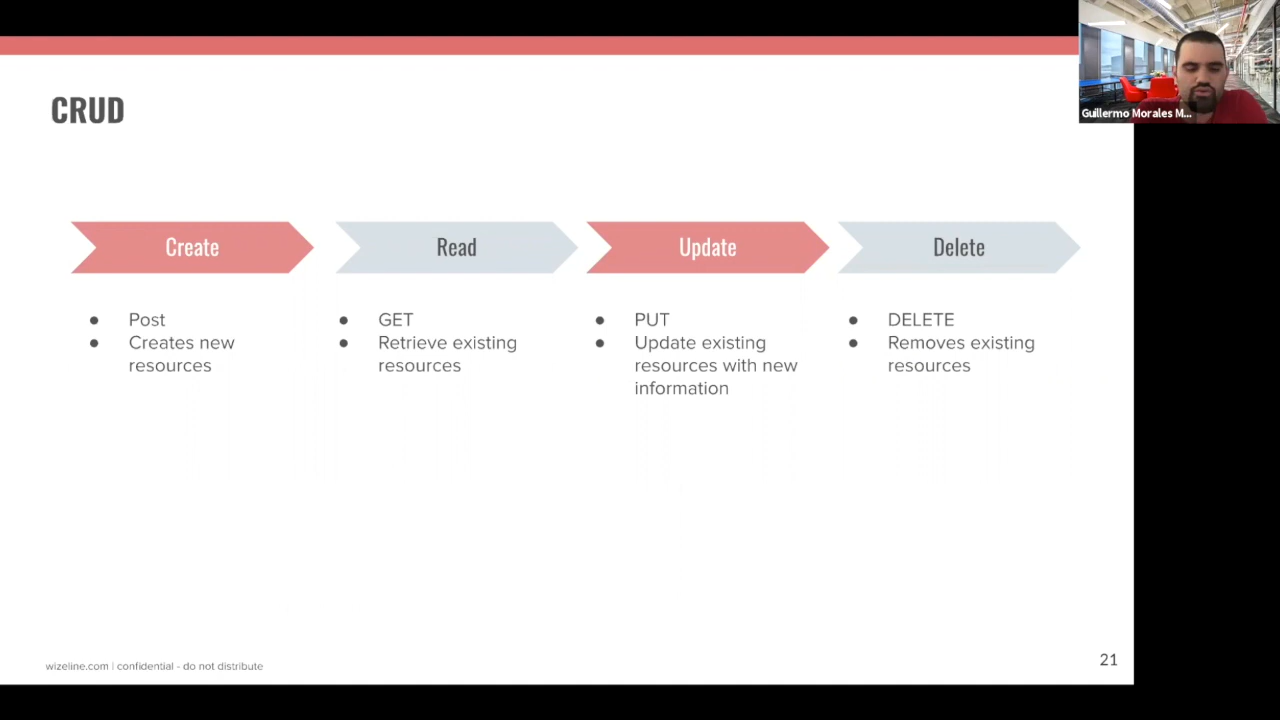 Guillermo Morales M...
CRUD
Create
Read
Update
Delete
● Post
● Creates new
resources
● GET
● Retrieve existing
resources
● PUT
● Update existing
resources with new
information
● DELETE
● Removes existing
resources
wizeline.com | confidential - do not distribute
21